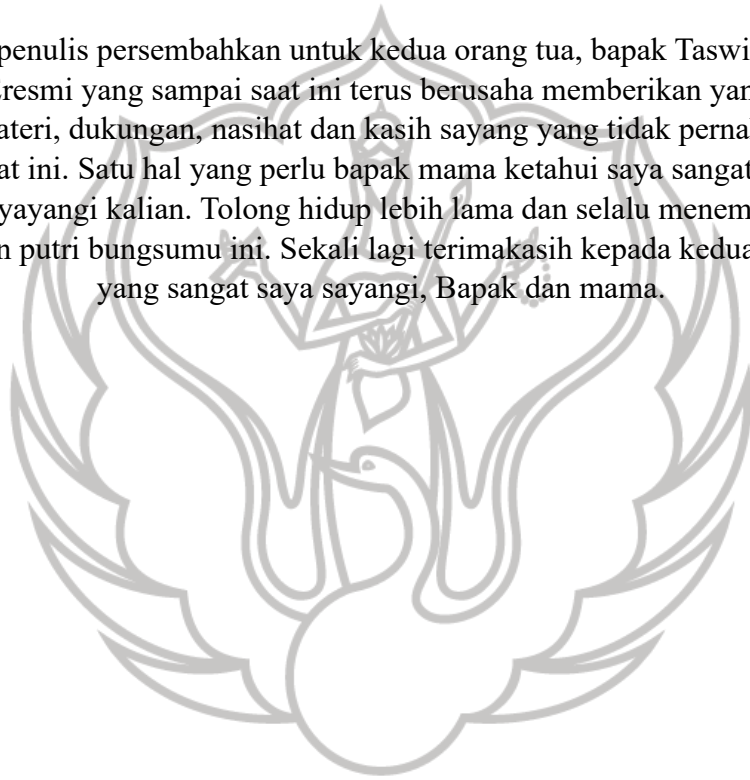 penulis persembahkan untuk kedua orang tua, bapak Taswi
resmi yang sampai saat ini terus berusaha memberikan yan
ateri, dukungan, nasihat dan kasih sayang yang tidak perna
at ini. Satu hal yang perlu bapak mama ketahui saya sangat
yayangi kalian. Tolong hidup lebih lama dan selalu menem
n putri bungsumu ini. Sekali lagi terimakasih kepada kedua
yang sangat saya sayangi, Bapak dan mama.